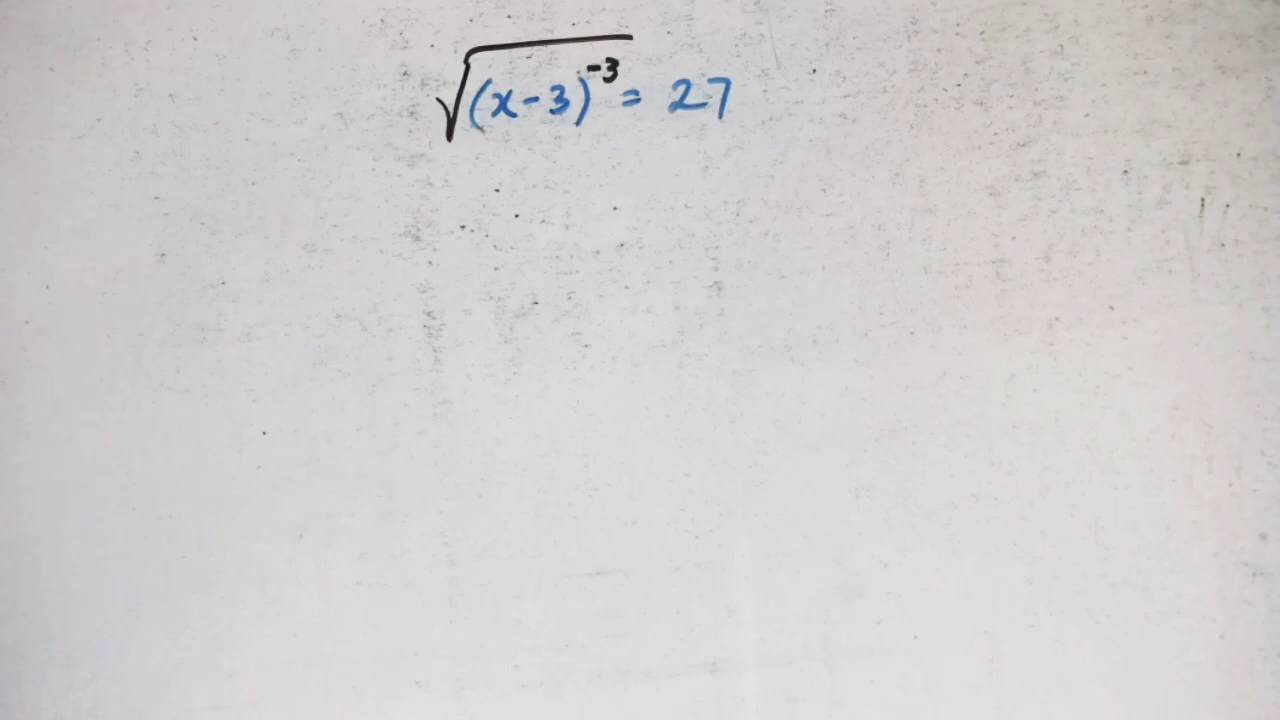 √(x-3)⁻³ = 27